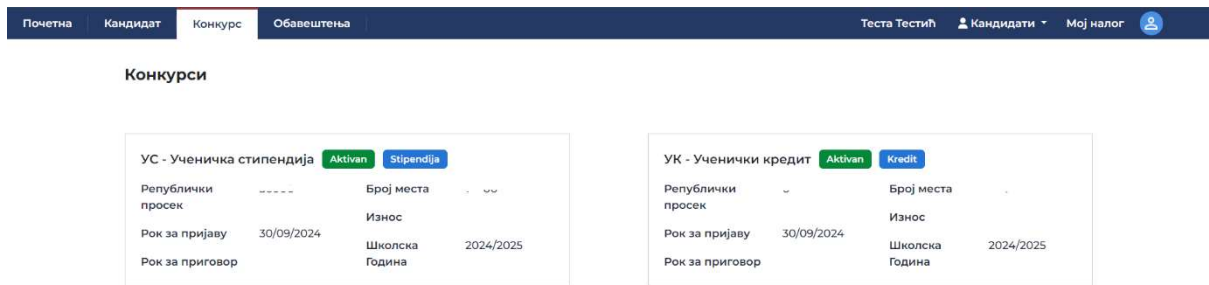 Почетна Кандидат Конкурс Обавештења Теста Тестић Кандидати Мој налог
Конкурси
УС - Ученичка стипендија Aktivan Stipendija
Републички просек
Рок за пријаву 30/09/2024
Рок за приговор
Број места
Износ
Школска Година 2024/2025
УК - Ученички кредит Aktivan Kredit
Републички просек
Рок за пријаву 30/09/2024
Рок за приговор
Број места
Износ
Школска Година 2024/2025